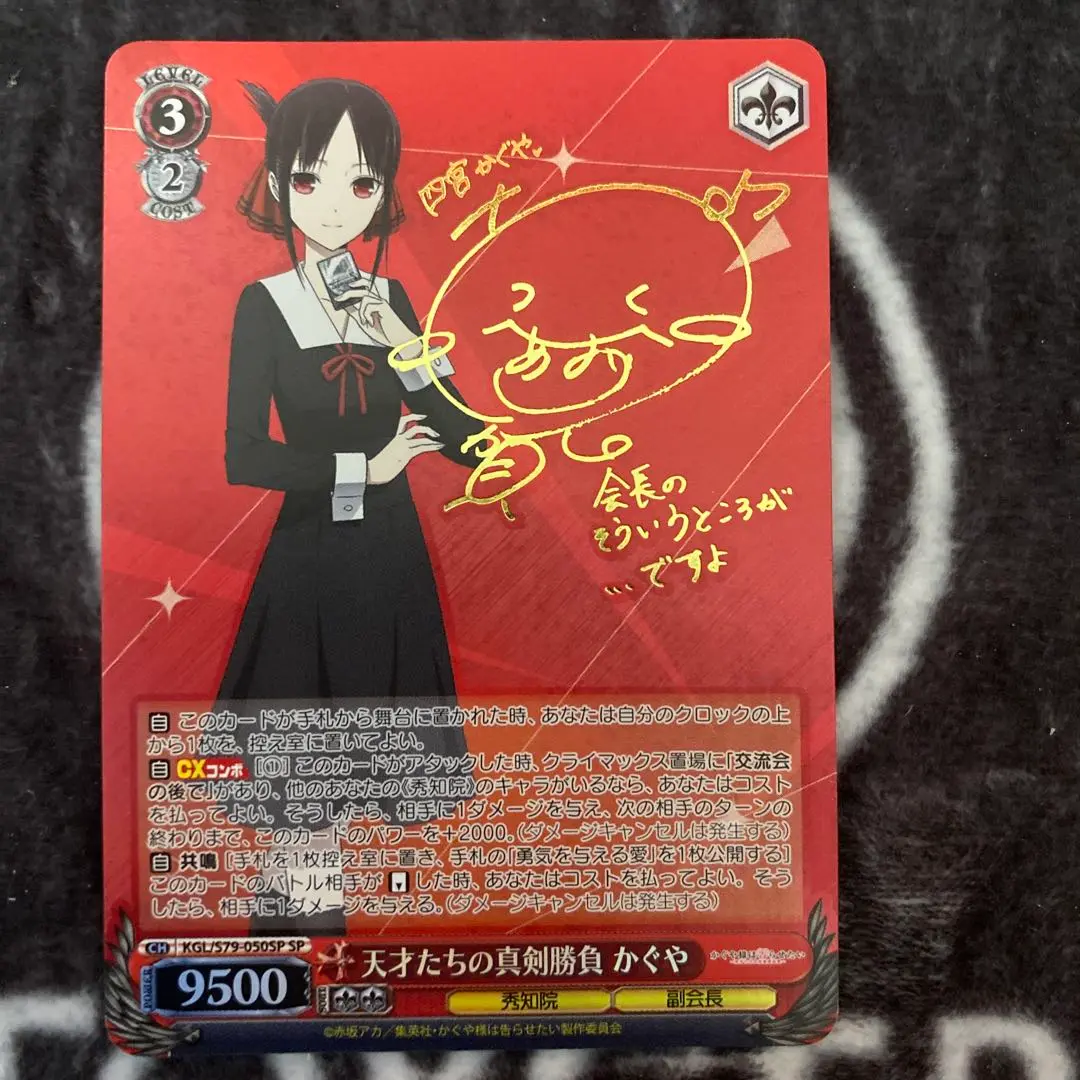 LEVEL
3
2
COST
四宮かぐや
会長の
そういうところが
…ですよ
自 このカードが手札から舞台に置かれた時、あなたは自分のクロックの上
から1枚を、控え室に置いてよい。
自 CXコンボ [①] このカードがアタックした時、クライマックス置場に「交流会
の後で」があり、他のあなたの《秀知院》のキャラがいるなら、あなたはコスト
を払ってよい。そうしたら、相手に1ダメージを与え、次の相手のターンの
終わりまで、このカードのパワーを+2000。(ダメージキャンセルは発生する)
自 共鳴 [手札を1枚控え室に置き、手札の「勇気を与える愛」を1枚公開する]
このカードのバトル相手が した時、あなたはコストを払ってよい。そう
したら、相手に1ダメージを与える。(ダメージキャンセルは発生する)
CH KGL/S79-050SP SP
天才たちの真剣勝負 かぐや
かぐや様は告らせたい
POWER 9500 SOUL
秀知院 副会長
©赤坂アカ/集英社・かぐや様は告らせたい製作委員会